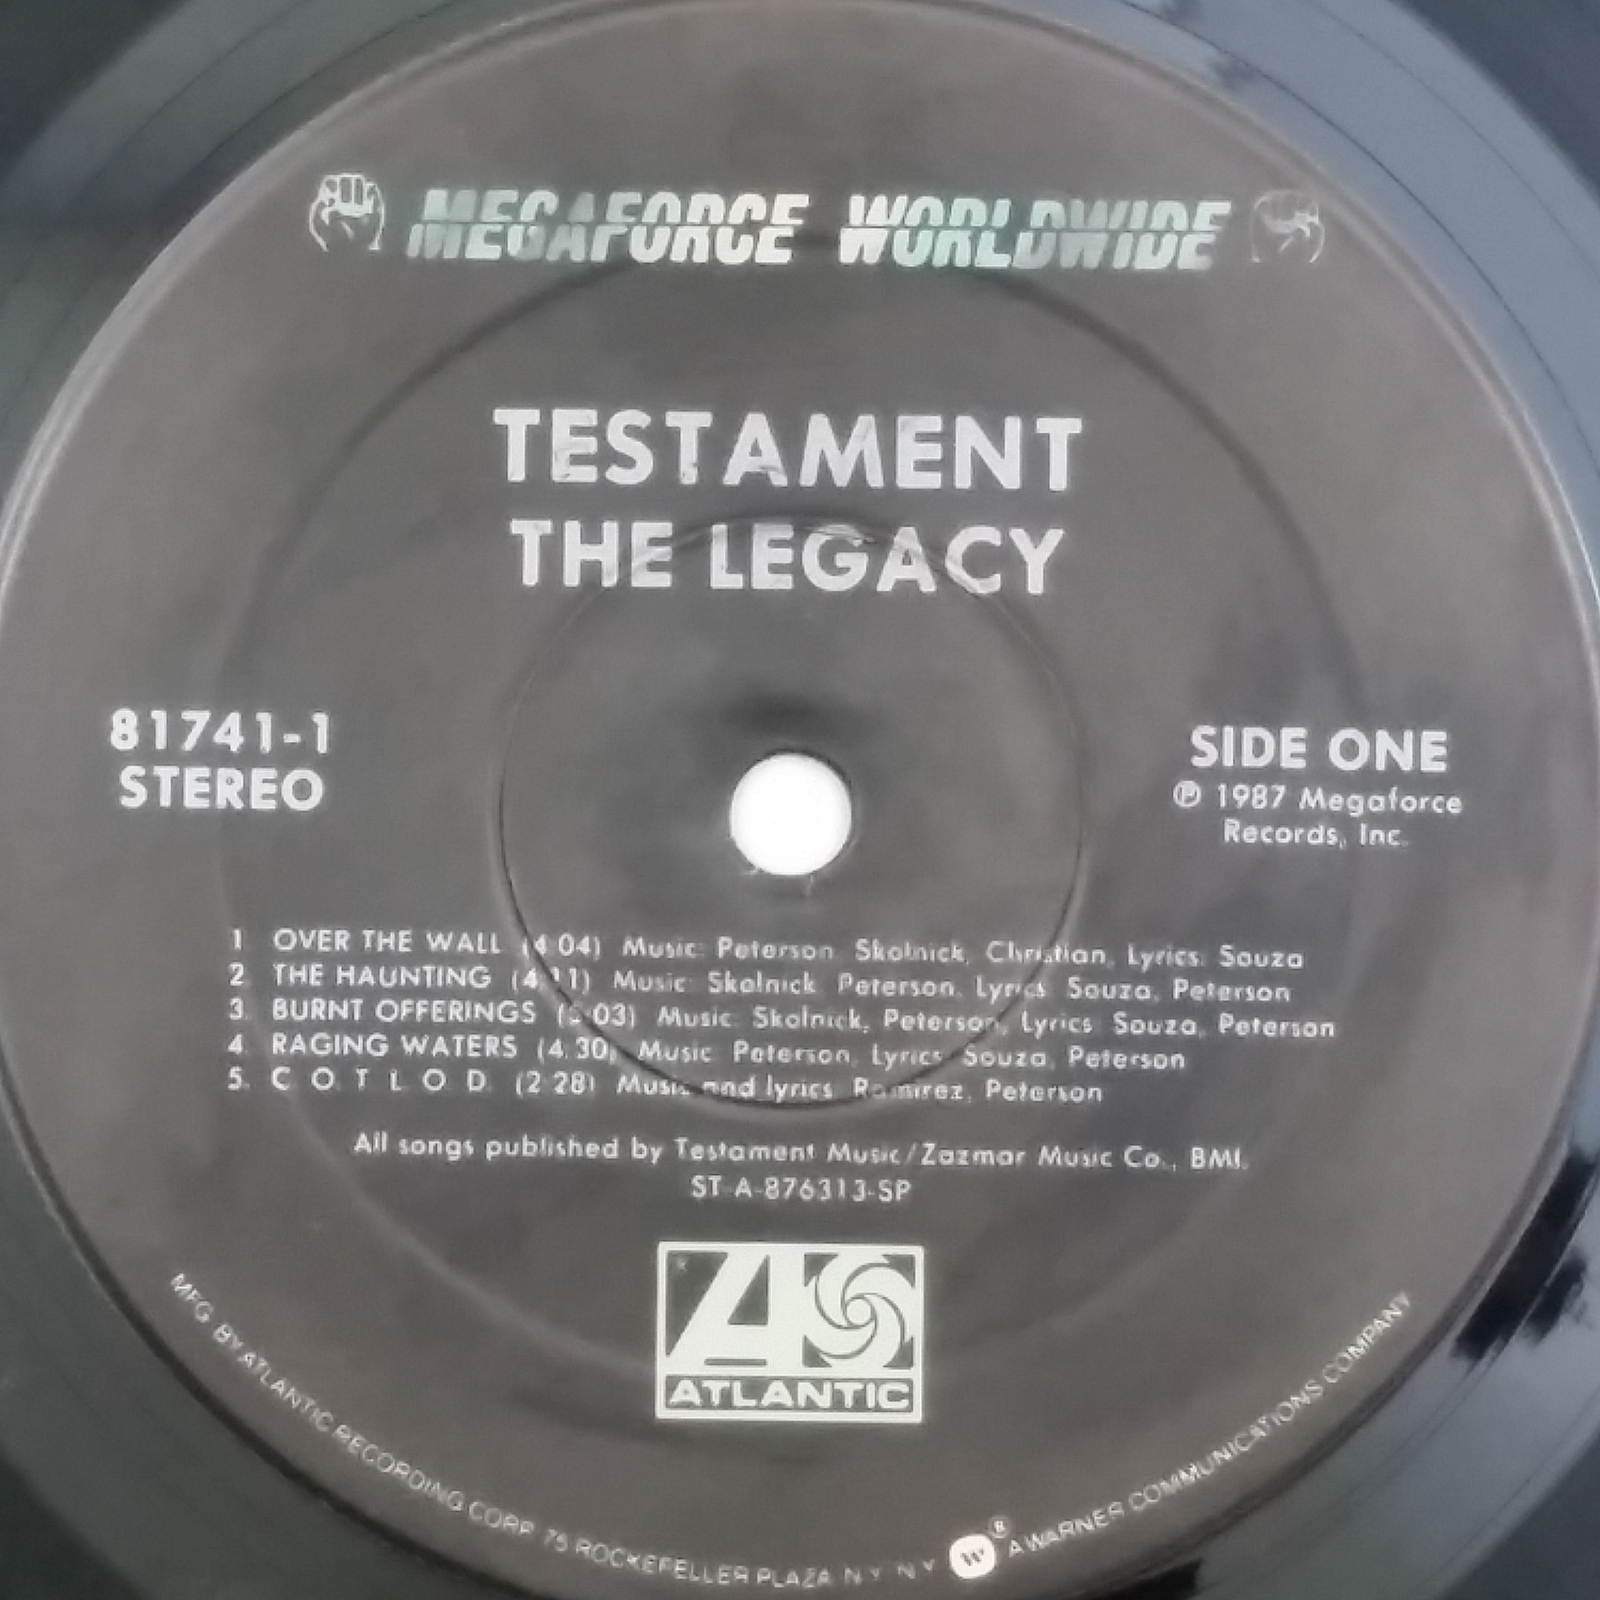 MEGAFORCE WORLDWIDE
TESTAMENT
THE LEGACY
81741-1
STEREO
SIDE ONE
℗ 1987 Megaforce
Records, Inc.
1 OVER THE WALL (4:04) Music: Peterson, Skolnick, Christian, Lyrics: Souza
2. THE HAUNTING (4:11) Music: Skolnick, Peterson, Lyrics: Souza, Peterson
3. BURNT OFFERINGS Music: Skolnick, Peterson, Lyrics: Souza, Peterson
4. RAGING WATERS (4:30) Music: Peterson, Lyrics: Souza, Peterson
5. C. O. T. L. O. D. (2:28) Music and lyrics: Ramirez, Peterson
All songs published by Testament Music/Zazmar Music Co., BMI.
ST-A-876313-SP
ATLANTIC
MFG. BY ATLANTIC RECORDING CORP. 75 ROCKEFELLER PLAZA N.Y. N.Y. W ® A WARNER COMMUNICATIONS COMPANY